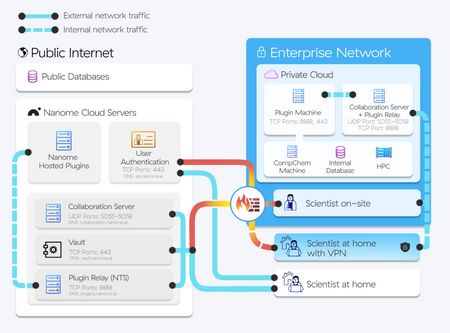 External network traffic
Internal network traffic
Public Internet
Public Databases
Nanome Cloud Servers
Nanome
Hosted Plugins
User
Authentication
TCP Ports: 443
DNS: api.nanome.ai
Collaboration Server
UDP Ports: 5055-5058
DNS: collaboration.nanome.ai
Vault
TCP Ports: 443
DNS: vault.nanome.ai
Plugin Relay (NTS)
TCP Ports: 8888
DNS: plugins.nanome.ai
Enterprise Network
Private Cloud
Plugin Machine
TCP Ports: 8888, 443
Collaboration Server
+ Plugin Relay
UDP Port: 5055-5058
TCP Port: 8888
CompChem
Machine
Internal
Database
HPC
Scientist on-site
Scientist at home
with VPN
Scientist at home